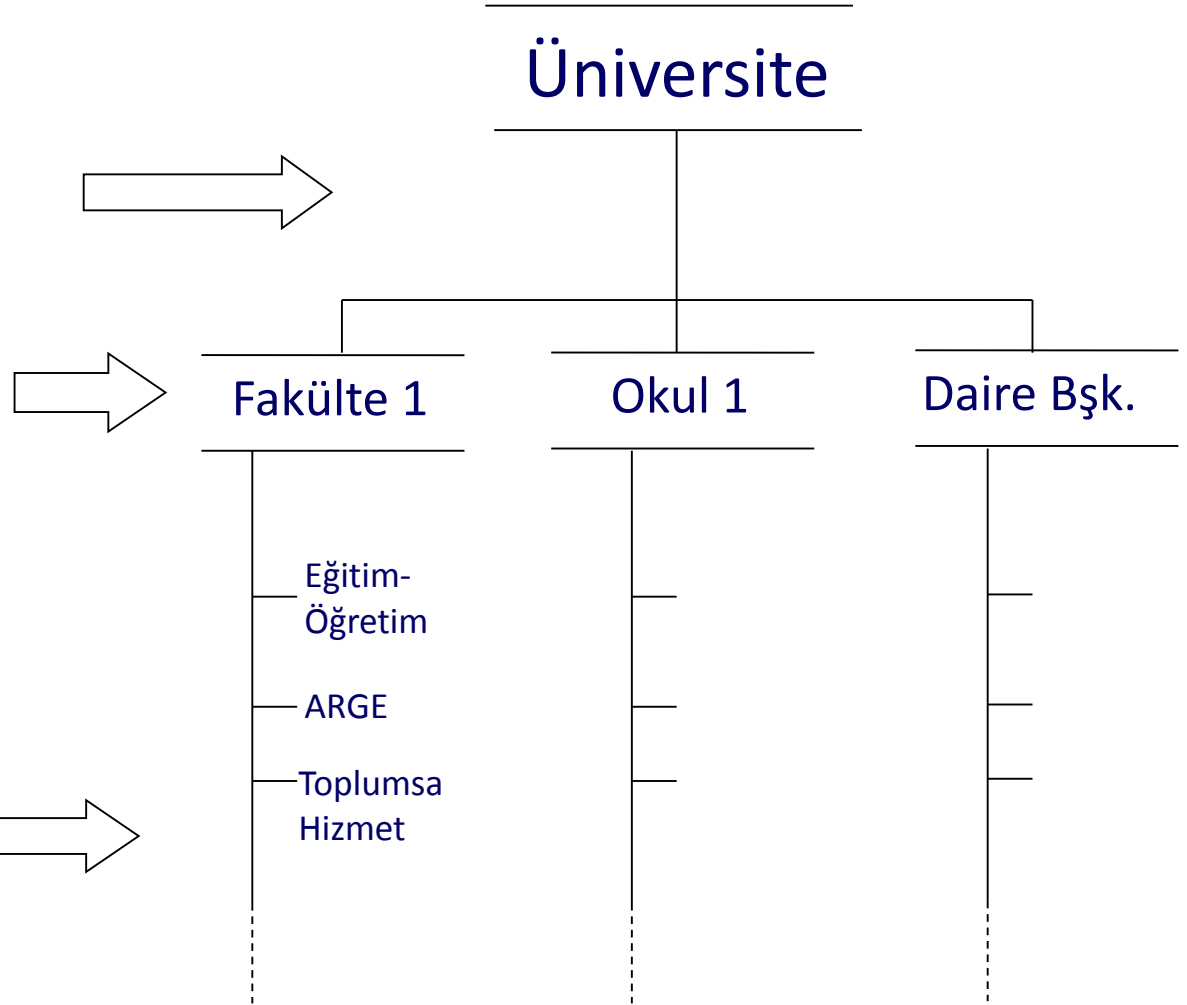 Üniversite
Fakülte 1
Okul 1
Daire Bşk.
Eğitim-
Öğretim
ARGE
Toplumsa
Hizmet